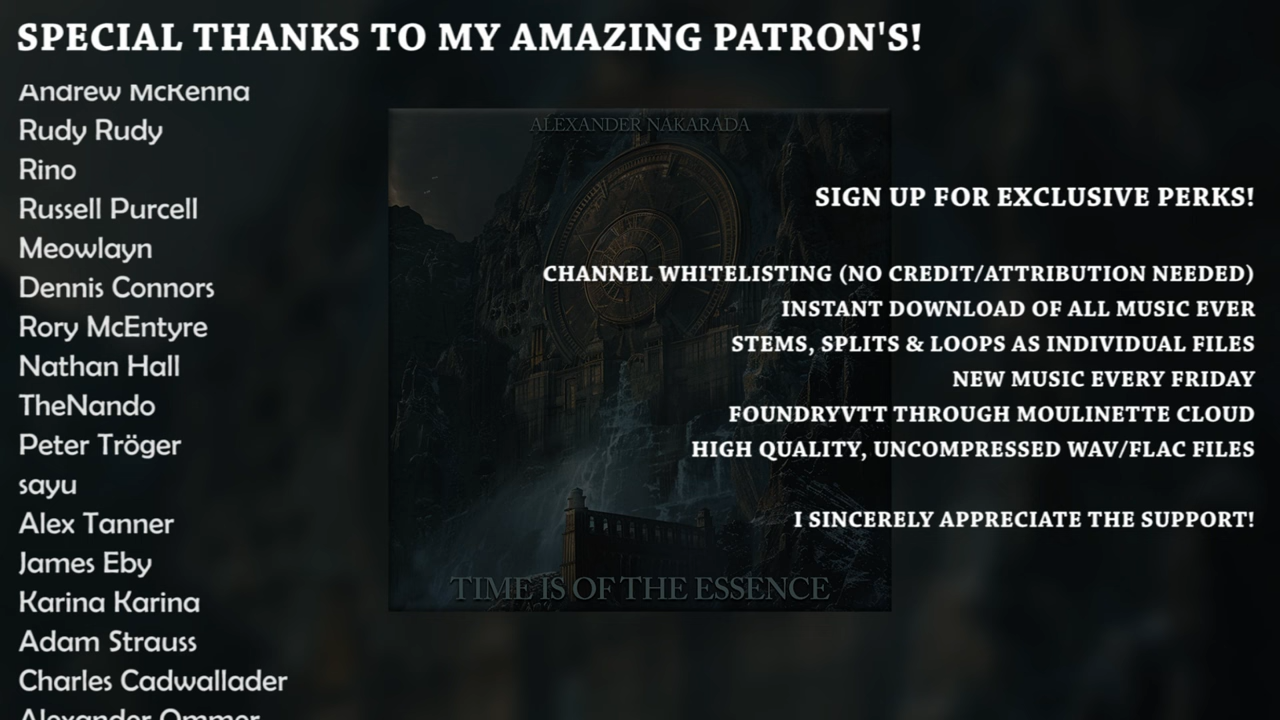 SPECIAL THANKS TO MY AMAZING PATRON'S!
Andrew McKenna
Rudy Rudy
Rino
Russell Purcell
Meowlayn
Dennis Connors
Rory McEntyre
Nathan Hall
TheNando
Peter Tröger
sayu
Alex Tanner
James Eby
Karina Karina
Adam Strauss
Charles Cadwallader
Alexander Ommer
ALEXANDER NAKARADA
TIME IS OF THE ESSENCE
SIGN UP FOR EXCLUSIVE PERKS!
CHANNEL WHITELISTING (NO CREDIT/ATTRIBUTION NEEDED)
INSTANT DOWNLOAD OF ALL MUSIC EVER
STEMS, SPLITS & LOOPS AS INDIVIDUAL FILES
NEW MUSIC EVERY FRIDAY
FOUNDRYVTT THROUGH MOULINETTE CLOUD
HIGH QUALITY, UNCOMPRESSED WAV/FLAC FILES
I SINCERELY APPRECIATE THE SUPPORT!